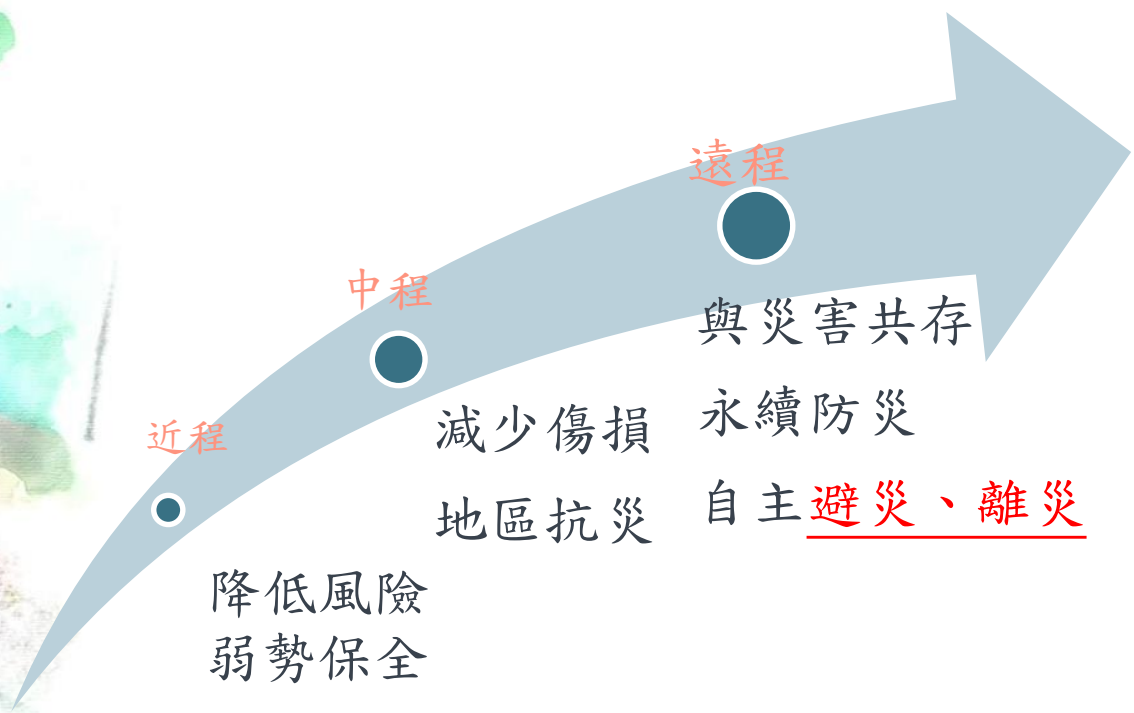 近程
降低風險
弱勢保全
中程
減少傷損
地區抗災
遠程
與災害共存
永續防災
自主避災、離災